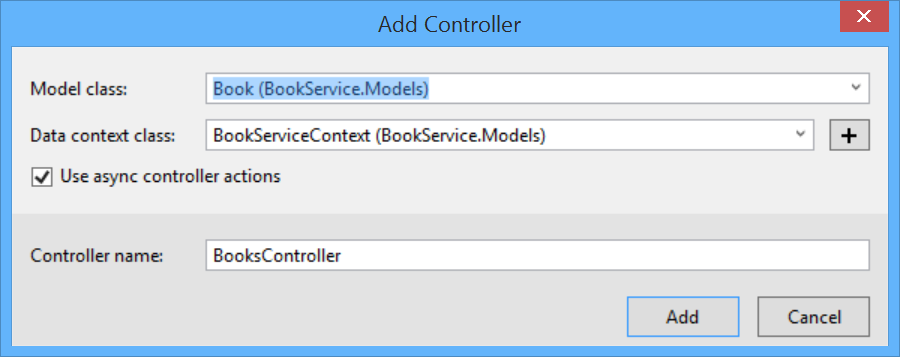 Add Controller
Model class: Book (BookService.Models)
Data context class: BookServiceContext (BookService.Models)
Use async controller actions
Controller name: BooksController
Add Cancel